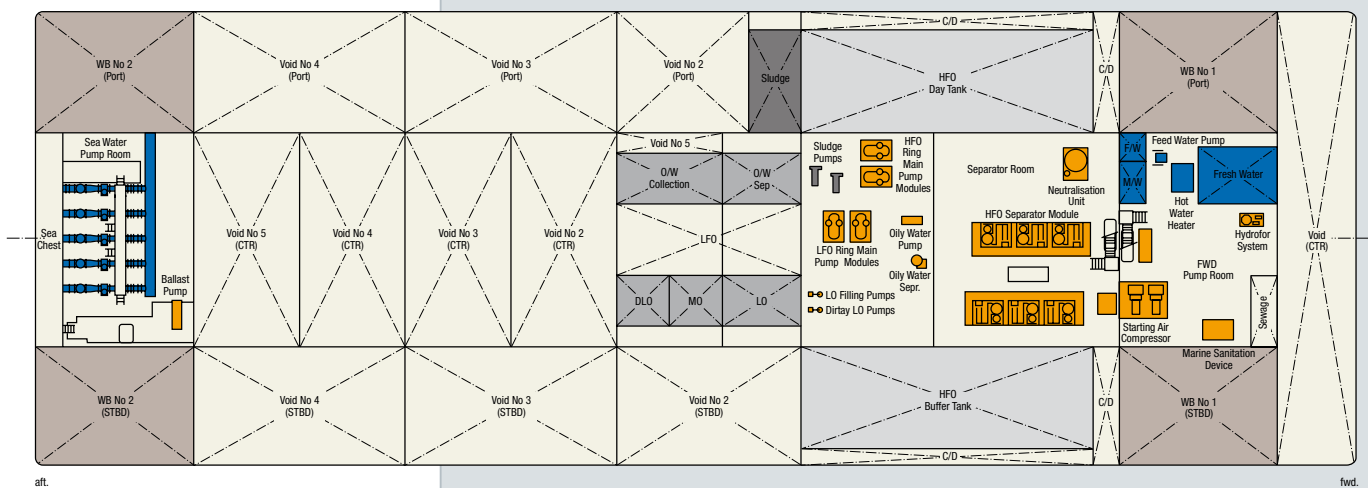 C/D
WB No 2
(Port)
Void No 4
(Port)
Void No 3
(Port)
Void No 2
(Port)
Sludge
HFO
Day Tank
C/D
WB No 1
(Port)
Sea Water
Pump Room
Void No 5
O/W
Collection
O/W
Sep
Sludge
Pumps
HFO
Ring
Main
Pump
Modules
Separator Room
Neutralisation
Unit
F/W
M/W
Feed Water Pump
Hot
Water
Heater
Fresh Water
Sea
Chest
Void No 5
(CTR)
Void No 4
(CTR)
Void No 3
(CTR)
Void No 2
(CTR)
LFO
LFO Ring Main
Pump Modules
Oily Water
Pump
HFO Separator Module
Hydrofor
System
Void
(CTR)
Oily Water
Sepr.
FWD
Pump Room
Ballast
Pump
DLO
MO
LO
LO Filling Pumps
Dirtay LO Pumps
Starting Air
Compressor
Sewage
Marine Sanitation
Device
WB No 2
(STBD)
Void No 4
(STBD)
Void No 3
(STBD)
Void No 2
(STBD)
HFO
Buffer Tank
C/D
WB No 1
(STBD)
C/D
aft.
fwd.